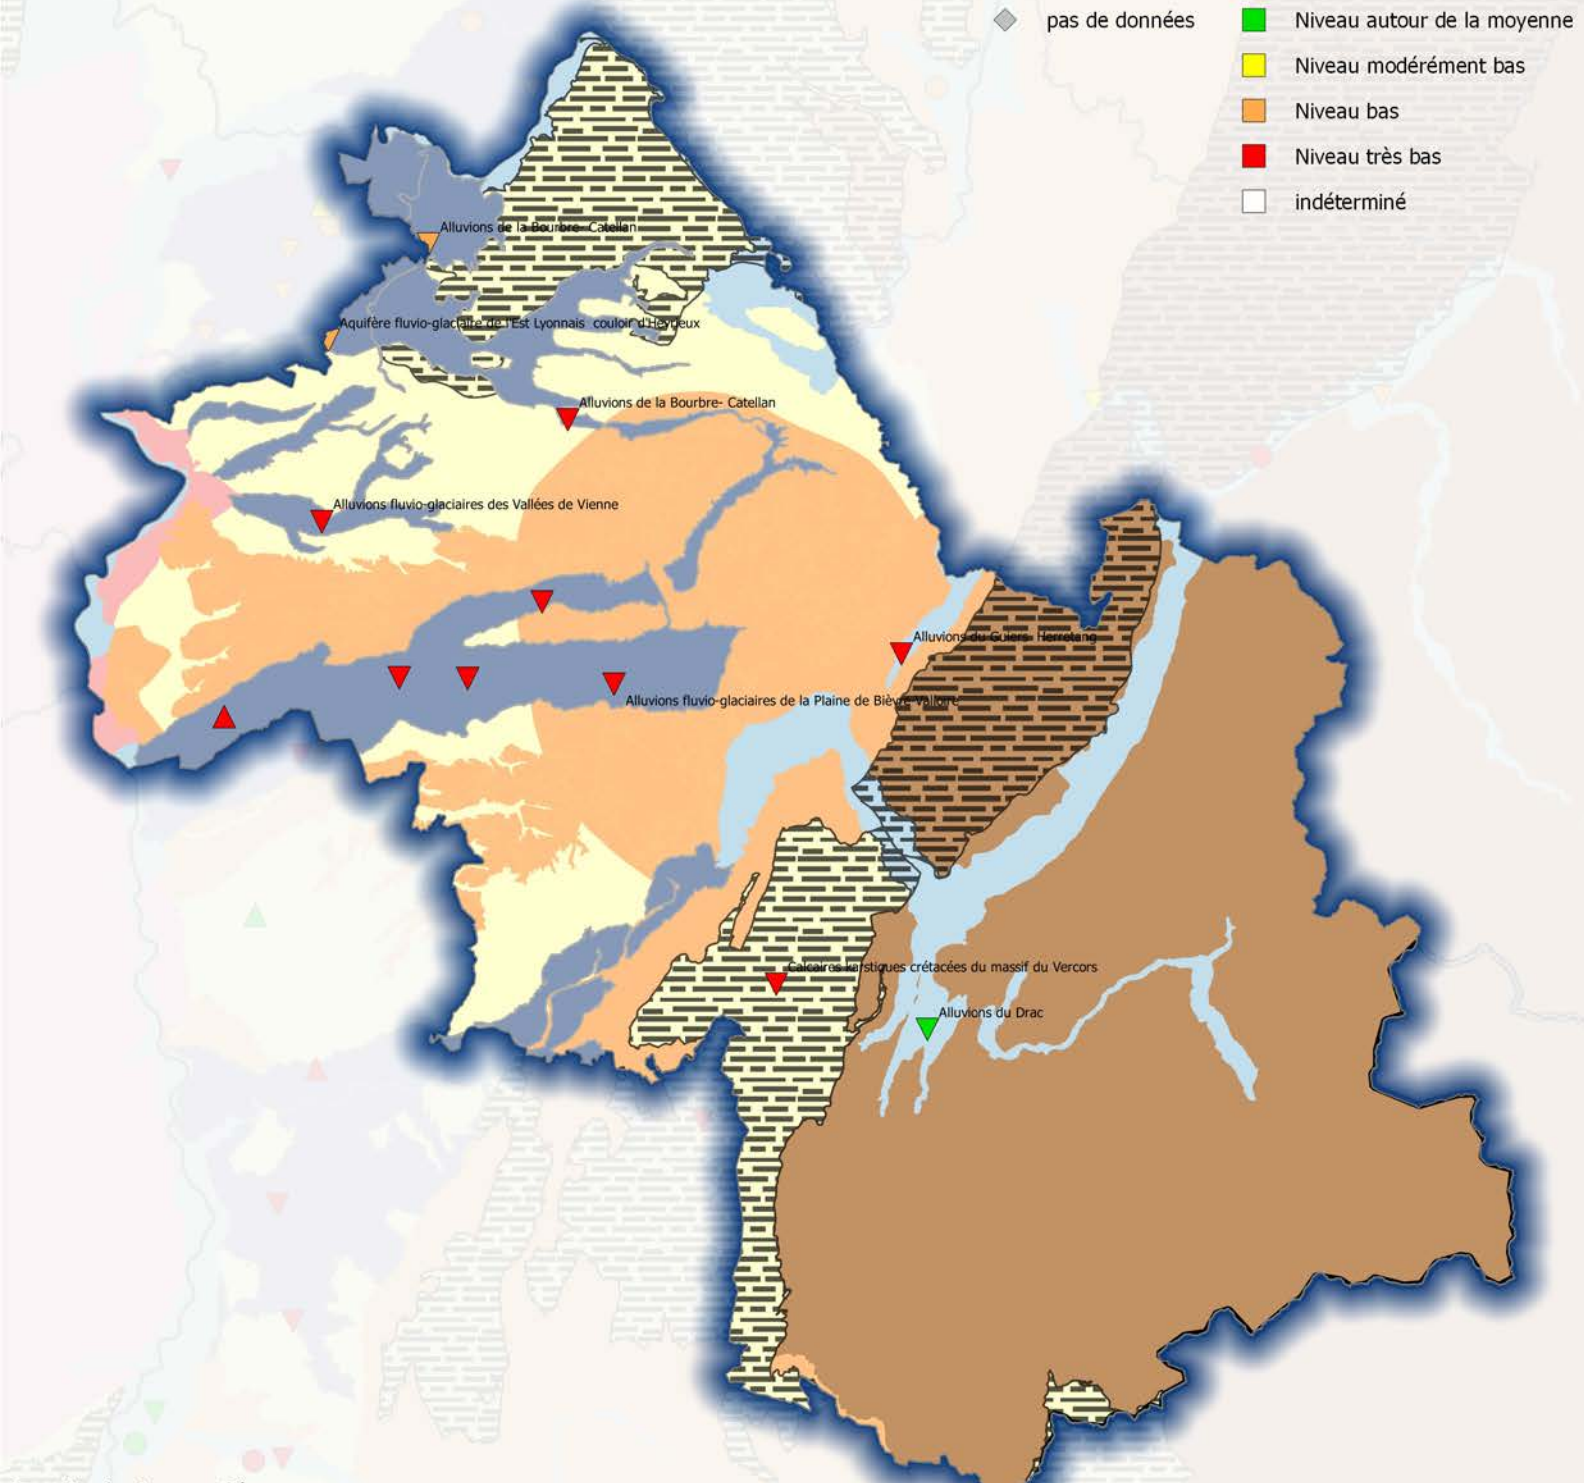 pas de données
Niveau autour de la moyenne
Niveau modérément bas
Niveau bas
Niveau très bas
indéterminé
Alluvions de la Bourbre- Catellan
Aquifère fluvio-glaciaire de l'Est Lyonnais couloir d'Heyrieux
Alluvions de la Bourbre- Catellan
Alluvions fluvio-glaciaires des Vallées de Vienne
Alluvions du Guiers- Herretang
Alluvions fluvio-glaciaires de la Plaine de Bièvre-Valloire
Calcaires karstiques crétacées du massif du Vercors
Alluvions du Drac